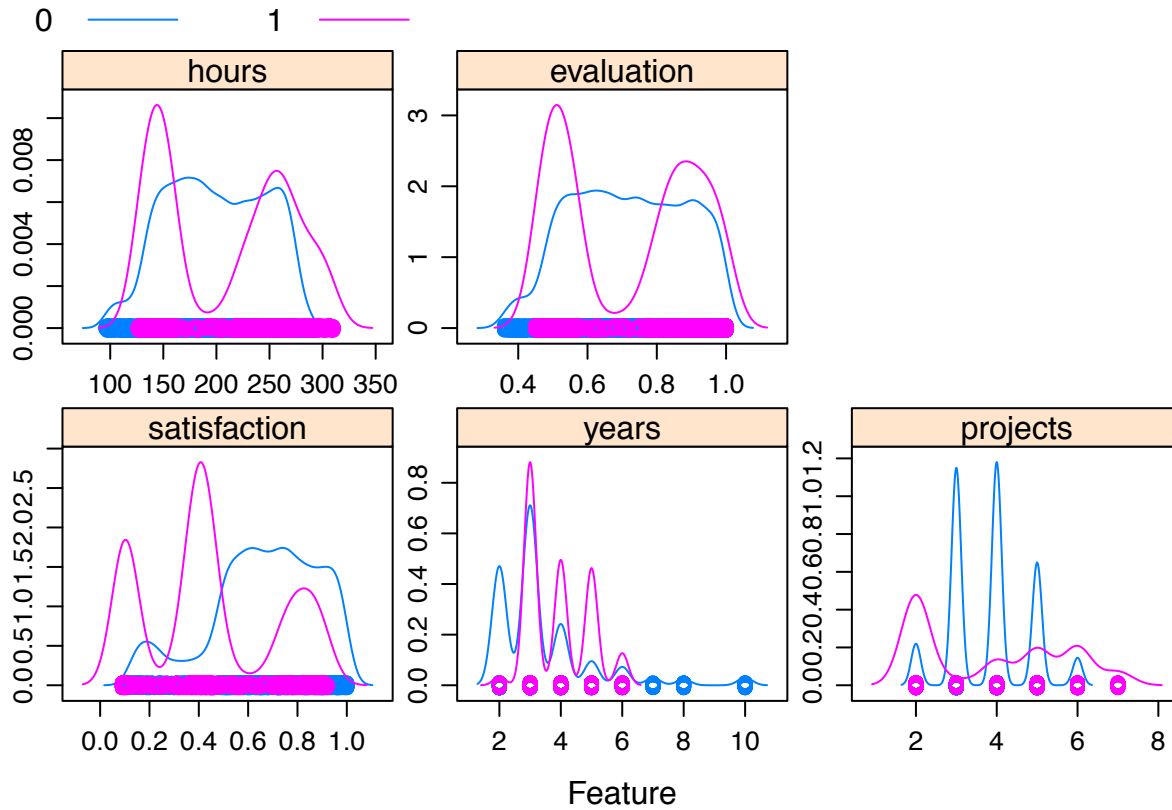 0 1
hours evaluation
0.000 0.004 0.008
0 1 2 3
100 150 200 250 300 350
0.4 0.6 0.8 1.0
satisfaction years projects
0.00.51.01.52.02.5
0.0 0.2 0.4 0.6 0.8
0.00.20.40.60.81.01.2
0.0 0.2 0.4 0.6 0.8 1.0
2 4 6 8 10
2 4 6 8
Feature